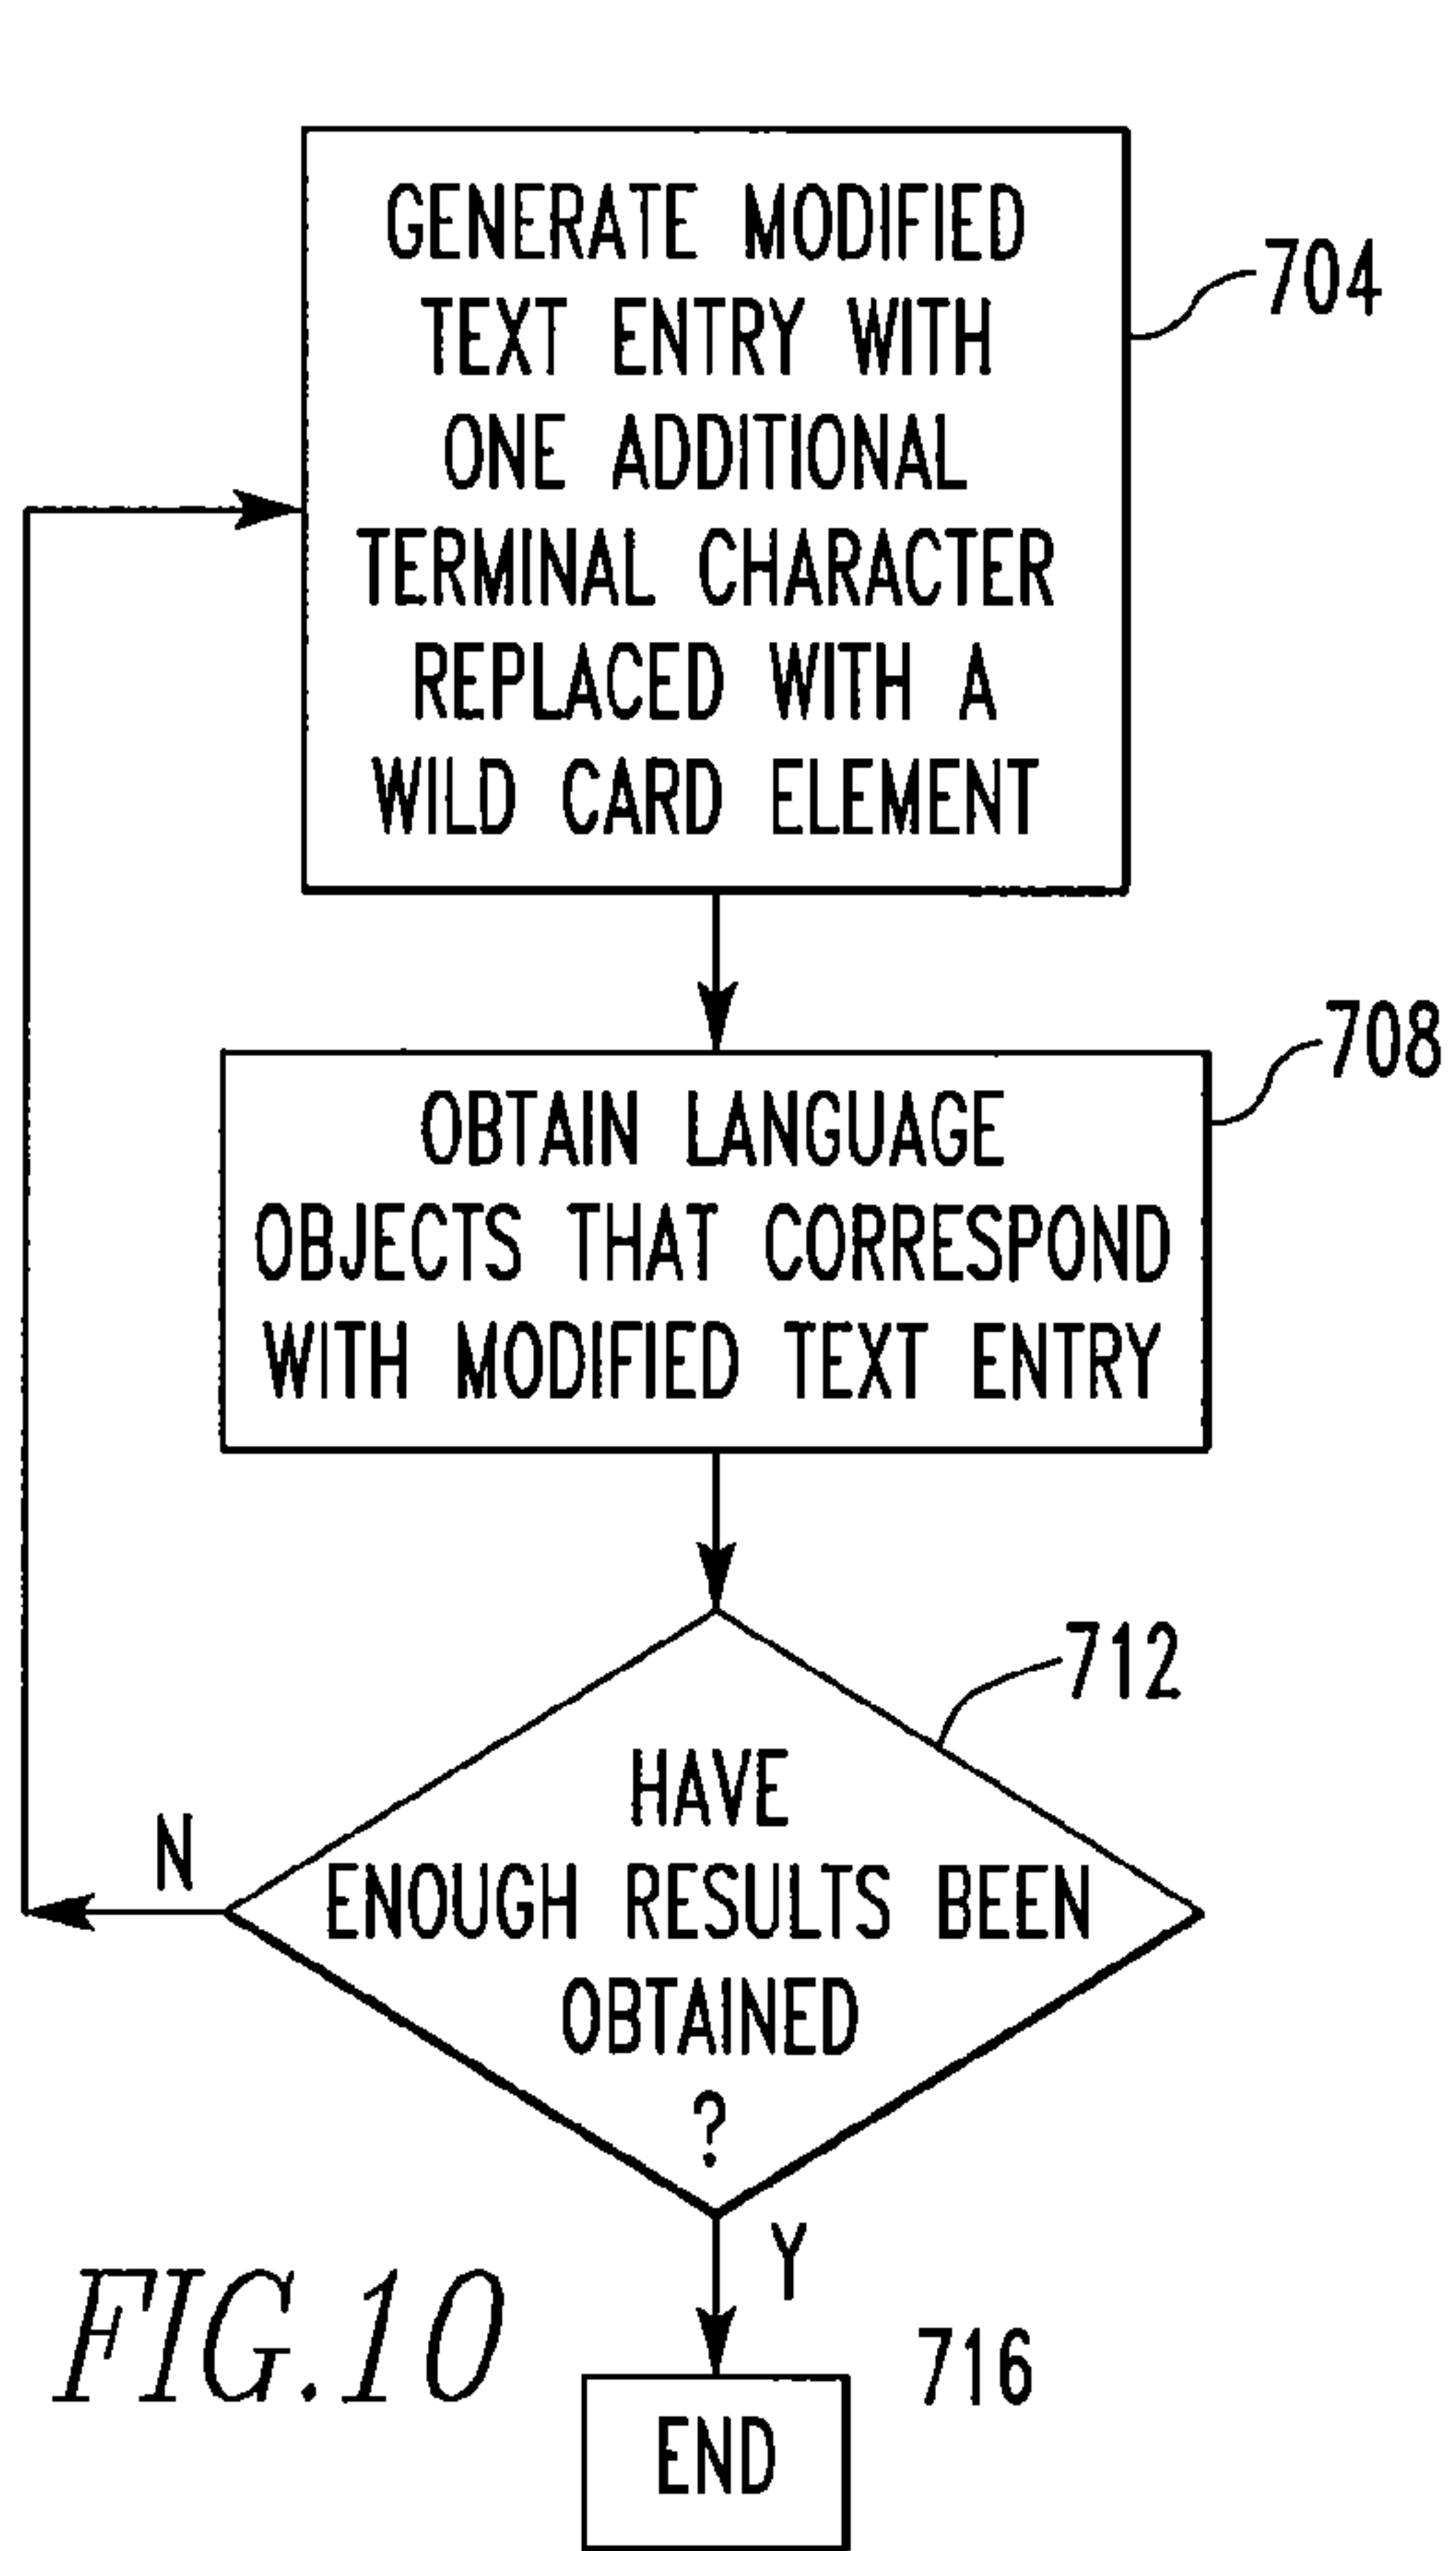 GENERATE MODIFIED
TEXT ENTRY WITH
ONE ADDITIONAL
TERMINAL CHARACTER
REPLACED WITH A
WILD CARD ELEMENT
704
OBTAIN LANGUAGE
OBJECTS THAT CORRESPOND
WITH MODIFIED TEXT ENTRY
708
712
HAVE
ENOUGH RESULTS BEEN
OBTAINED
?
N
Y
716
END
FIG.10